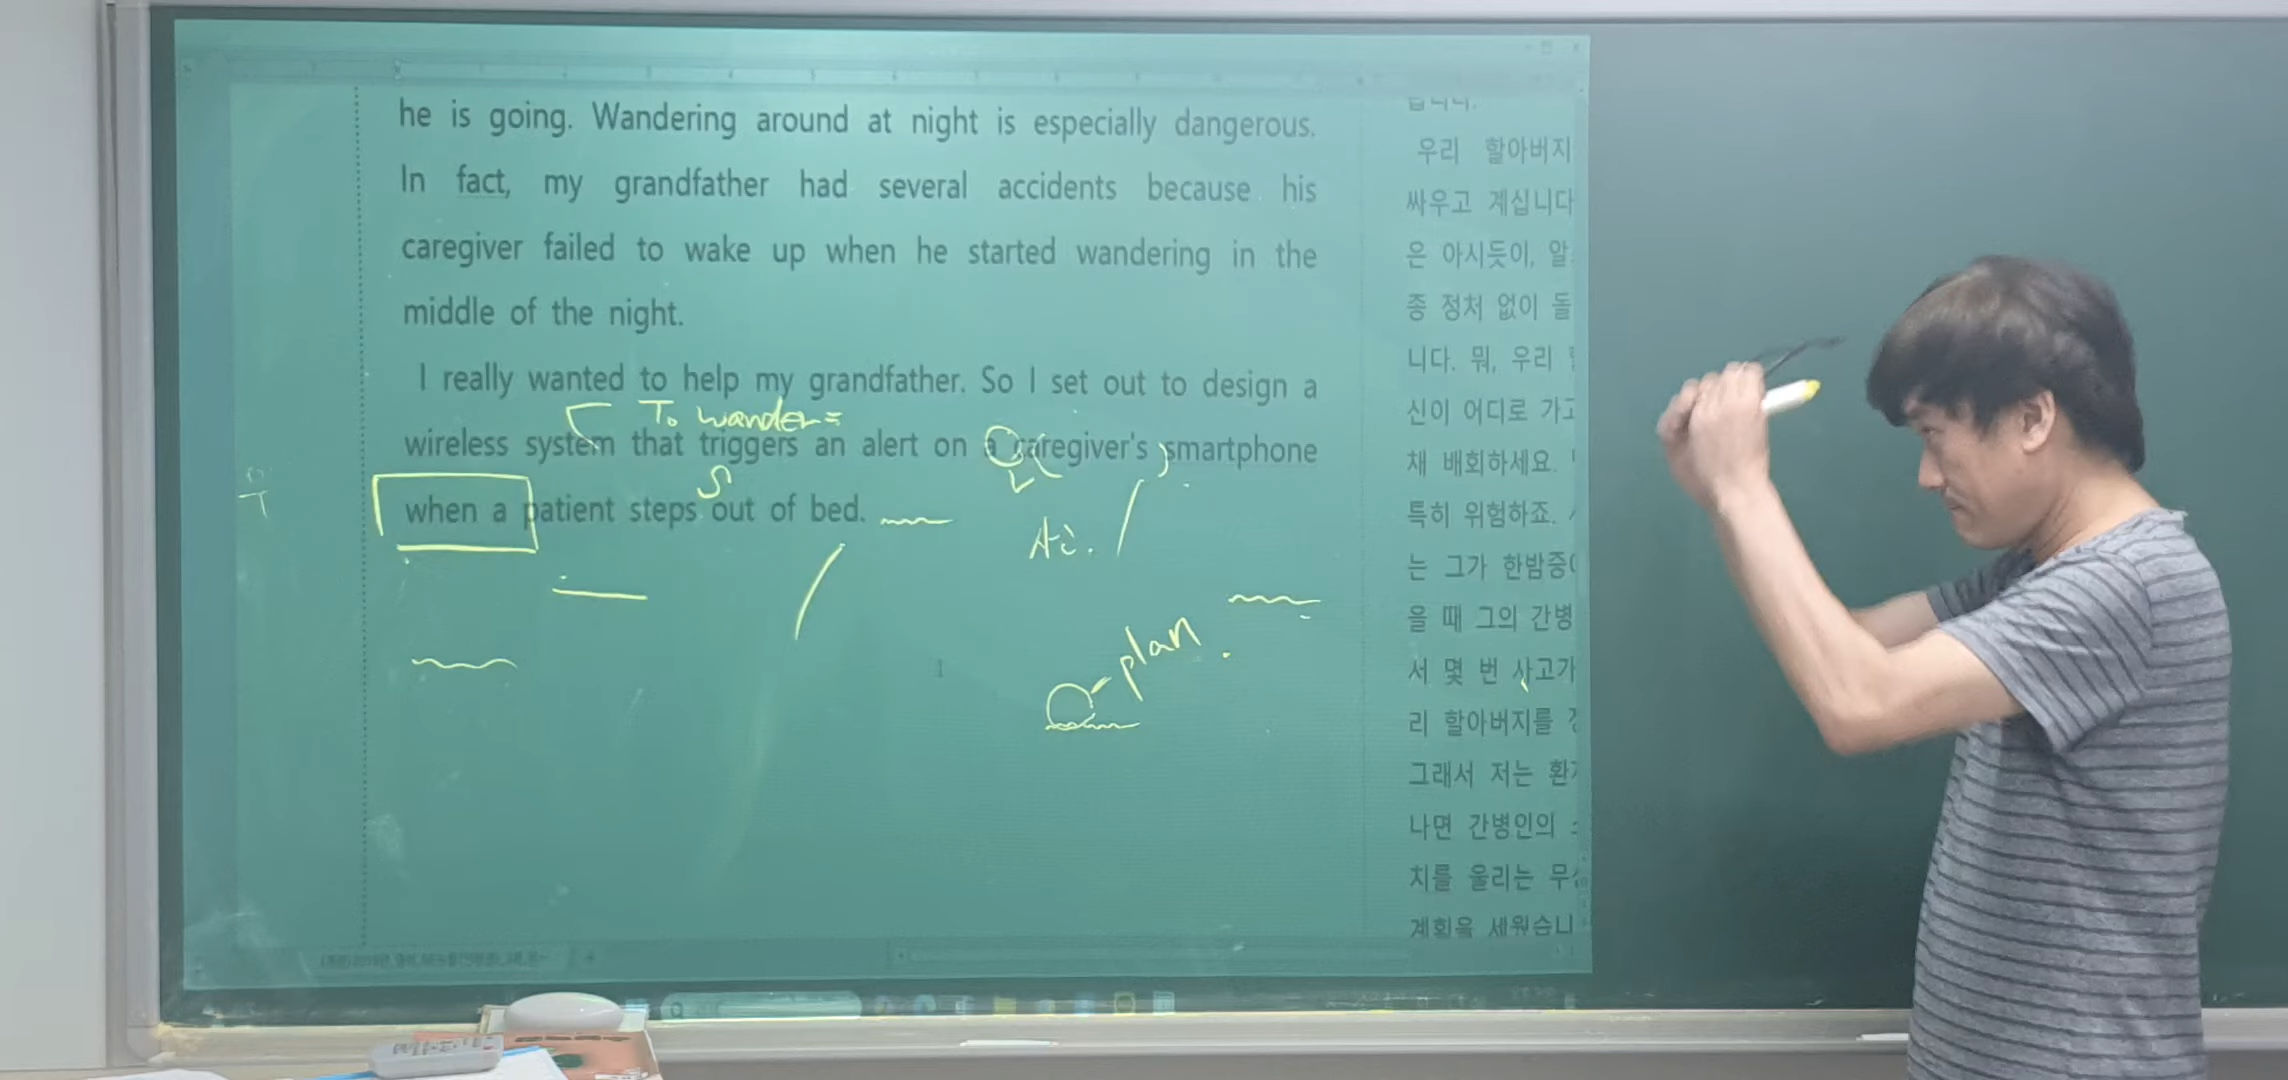 he is going. Wandering around at night is especially dangerous.
In fact, my grandfather had several accidents because his
caregiver failed to wake up when he started wandering in the
middle of the night.
I really wanted to help my grandfather. So I set out to design a
To wander=
wireless system that triggers an alert on a caregiver's smartphone
S
when a patient steps out of bed.
plan
1
습니다.
우리 할아버지
싸우고 계십니다
은 아시듯이, 알
종 정처 없이 돌
니다. 뭐, 우리
신이 어디로 가고
채 배회하세요.
특히 위험하죠.
는 그가 한밤중에
을 때 그의 간병
서 몇 번 사고가
리 할아버지를
그래서 저는 환자
나면 간병인의
치를 울리는 무선
계획을 세웠습니